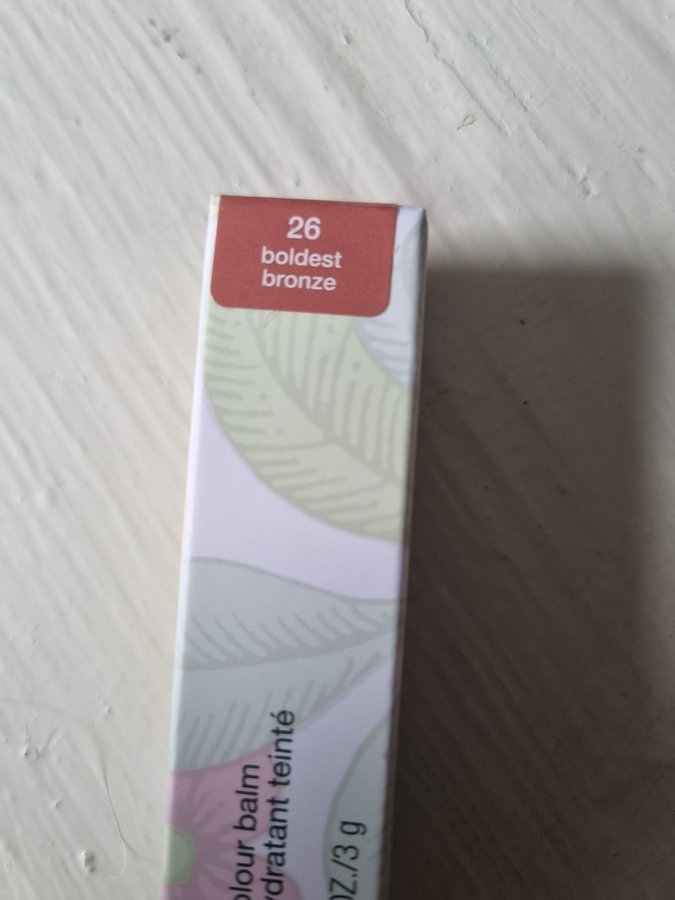 26
boldest
bronze
olour balm
ydratant teinté
OZ./3 g